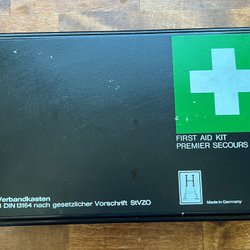 FIRST AID KIT
PREMIER SECOURS
H
Verbandkasten
DIN 13164 nach gesetzlicher Vorschrift StVZO
Made in Germany